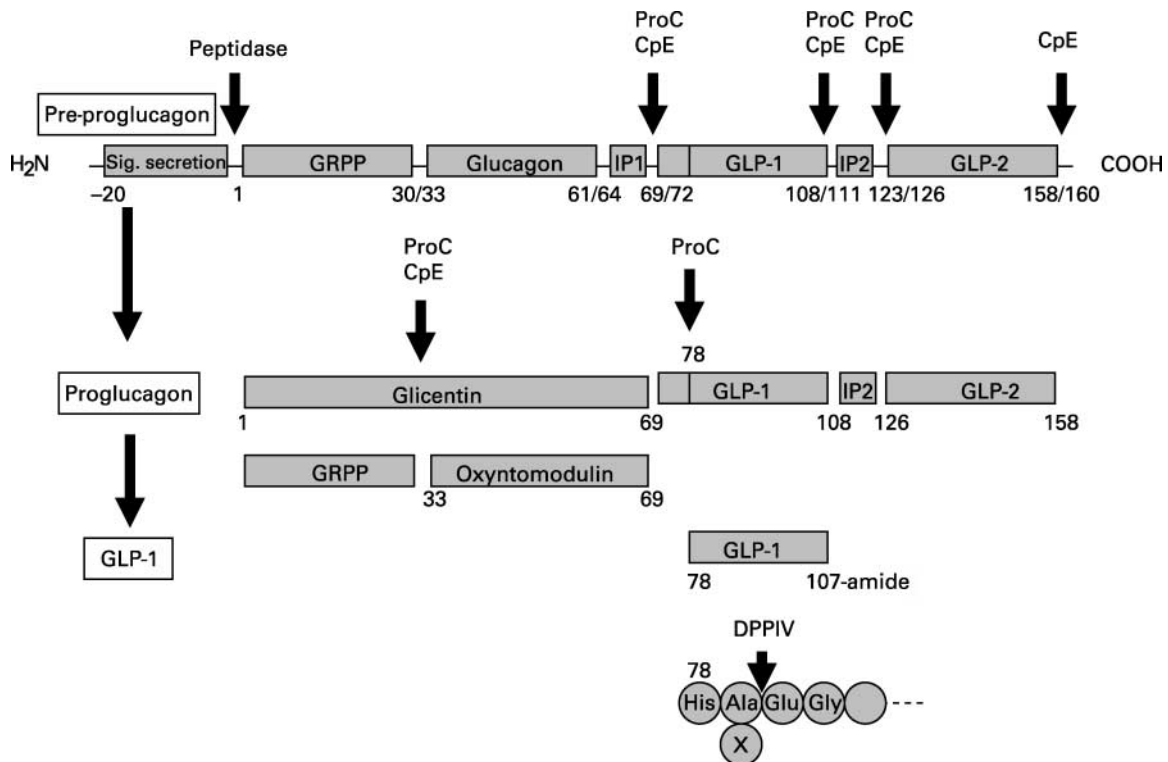 ProC
CpE
ProC
CpE
ProC
CpE
CpE
Peptidase
Pre-proglucagon
H₂N
Sig. secretion
GRPP
Glucagon
IP1
GLP-1
IP2
GLP-2
COOH
–20
1
30/33
61/64
69/72
108/111
123/126
158/160
ProC
CpE
ProC
78
Proglucagon
Glicentin
GLP-1
IP2
GLP-2
1
69
108
126
158
GRPP
Oxyntomodulin
33
69
GLP-1
GLP-1
78
107-amide
DPPIV
78
His
Ala
Glu
Gly
X